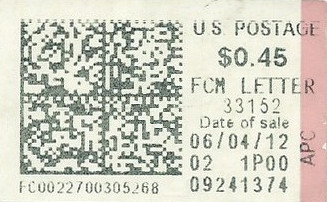 U.S. POSTAGE
$0.45
FCM LETTER
33152
Date of sale
06/04/12
02 1P00
09241374
FC0022700305268
APC